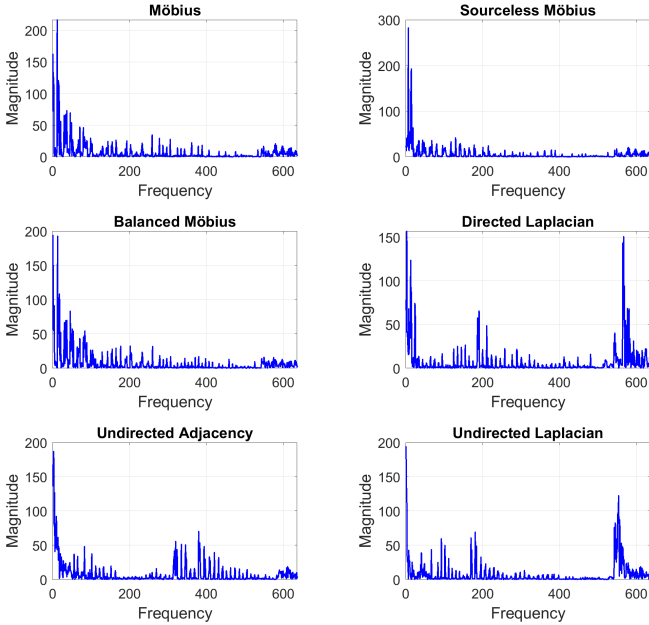 Möbius
Magnitude
0
50
100
150
200
0
200
400
600
Frequency
Sourceless Möbius
Magnitude
0
100
200
300
0
200
400
600
Frequency
Balanced Möbius
Magnitude
0
50
100
150
200
0
200
400
600
Frequency
Directed Laplacian
Magnitude
0
50
100
150
0
200
400
600
Frequency
Undirected Adjacency
Magnitude
0
50
100
150
200
0
200
400
600
Frequency
Undirected Laplacian
Magnitude
0
50
100
150
200
0
200
400
600
Frequency